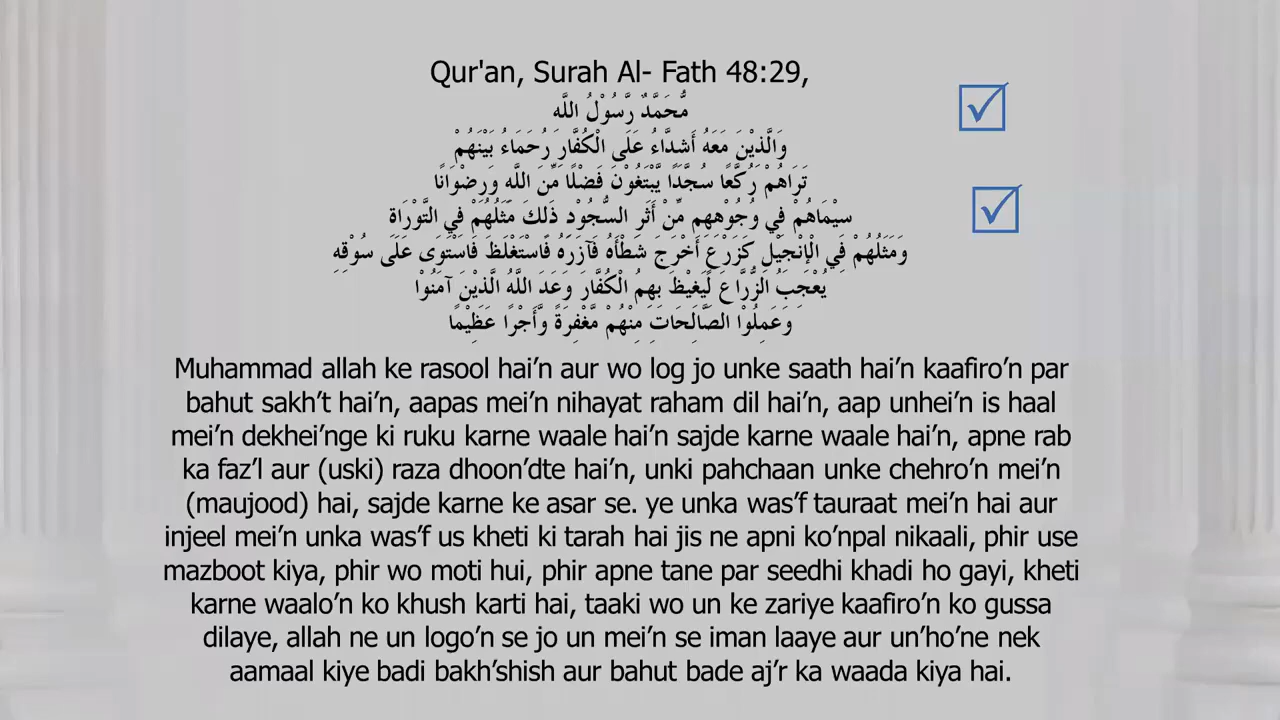 Qur'an, Surah Al- Fath 48:29,
مُّحَمَّدٌ رَّسُوْلُ اللَّه
وَالَّذِيْنَ مَعَهُ أَشِدَّاءُ عَلَى الْكُفَّارِ رُحَمَاءُ بَيْنَهُمْ
تَرَاهُمْ رُكَّعًا سُجَّدًا يَّبْتَغُوْنَ فَضْلًا مِّنَ اللَّهِ وَرِضْوَانًا
سِيْمَاهُمْ فِي وُجُوْهِهِم مِّنْ أَثَرِ السُّجُوْدِ ذَلِكَ مَثَلُهُمْ فِي التَّوْرَاةِ
وَمَثَلُهُمْ فِي الْإِنْجِيْلِ كَزَرْعٍ أَخْرَجَ شَطْأَهُ فَآزَرَهُ فَاسْتَغْلَظَ فَاسْتَوى عَلَى سُوْقِهِ
يُعْجِبُ الزُّرَّاعَ لِيَغِيْظَ بِهِمُ الْكُفَّارَ وَعَدَ اللَّهُ الَّذِيْنَ آمَنُوْا
وَعَمِلُوْا الصَّالِحَاتِ مِنْهُمْ مَّغْفِرَةً وَّأَجْرًا عَظِيْمًا
Muhammad allah ke rasool hai’n aur wo log jo unke saath hai’n kaafiro’n par
bahut sakh’t hai’n, aapas mei’n nihayat raham dil hai’n, aap unhei’n is haal
mei’n dekhei’nge ki ruku karne waale hai’n sajde karne waale hai’n, apne rab
ka faz’l aur (uski) raza dhoon’dte hai’n, unki pahchaan unke chehro’n mei’n
(maujood) hai, sajde karne ke asar se. ye unka was’f tauraat mei’n hai aur
injeel mei’n unka was’f us kheti ki tarah hai jis ne apni ko’npal nikaali, phir use
mazboot kiya, phir wo moti hui, phir apne tane par seedhi khadi ho gayi, kheti
karne waalo’n ko khush karti hai, taaki wo un ke zariye kaafiro’n ko gussa
dilaye, allah ne un logo’n se jo un mei’n se iman laaye aur un’ho’ne nek
aamaal kiye badi bakh’shish aur bahut bade aj’r ka waada kiya hai.